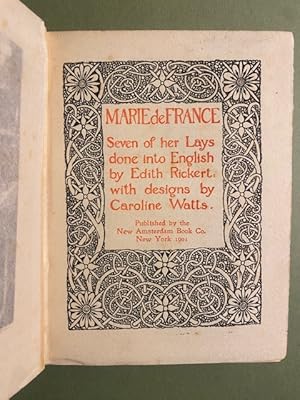 MARIE de FRANCE
Seven of her Lays
done into English
by Edith Rickert:
with designs by
Caroline Watts.
Published by the
New Amsterdam Book Co.
New York 1901